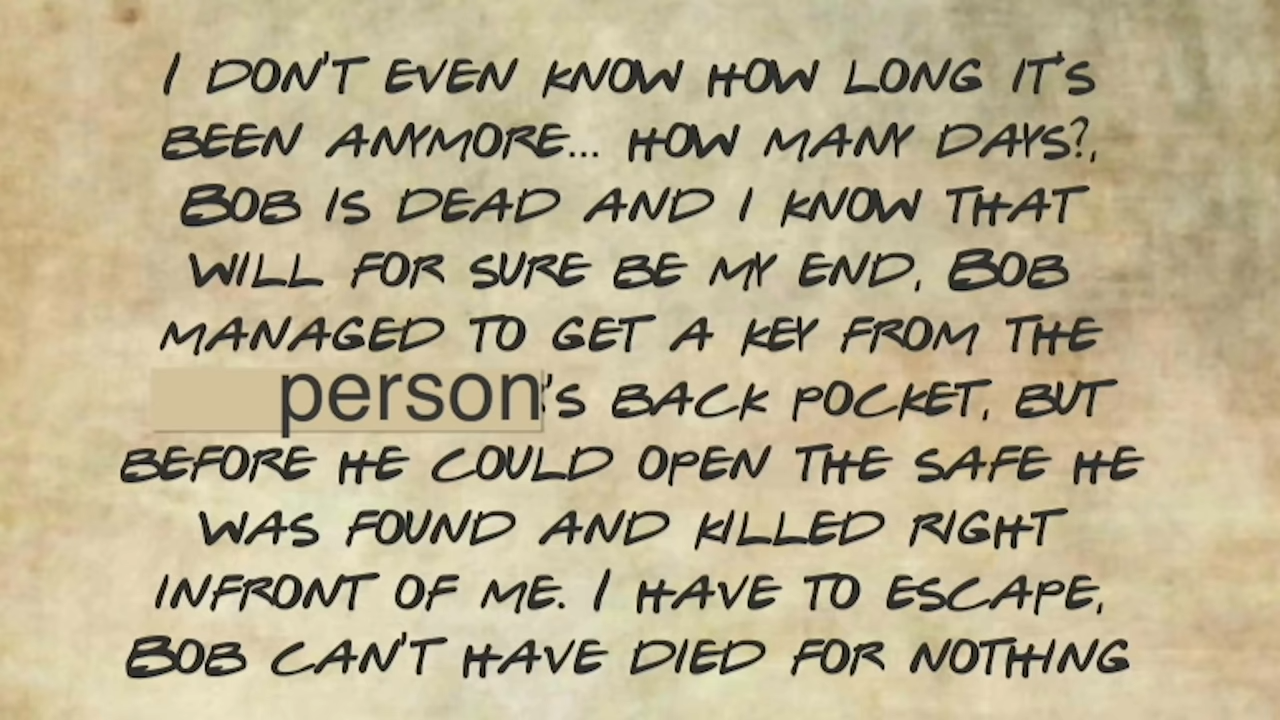 I DON'T EVEN KNOW HOW LONG IT'S
BEEN ANYMORE... HOW MANY DAYS?,
BOB IS DEAD AND I KNOW THAT
WILL FOR SURE BE MY END, BOB
MANAGED TO GET A KEY FROM THE
person'S BACK POCKET, BUT
BEFORE HE COULD OPEN THE SAFE HE
WAS FOUND AND KILLED RIGHT
INFRONT OF ME. I HAVE TO ESCAPE,
BOB CAN'T HAVE DIED FOR NOTHING